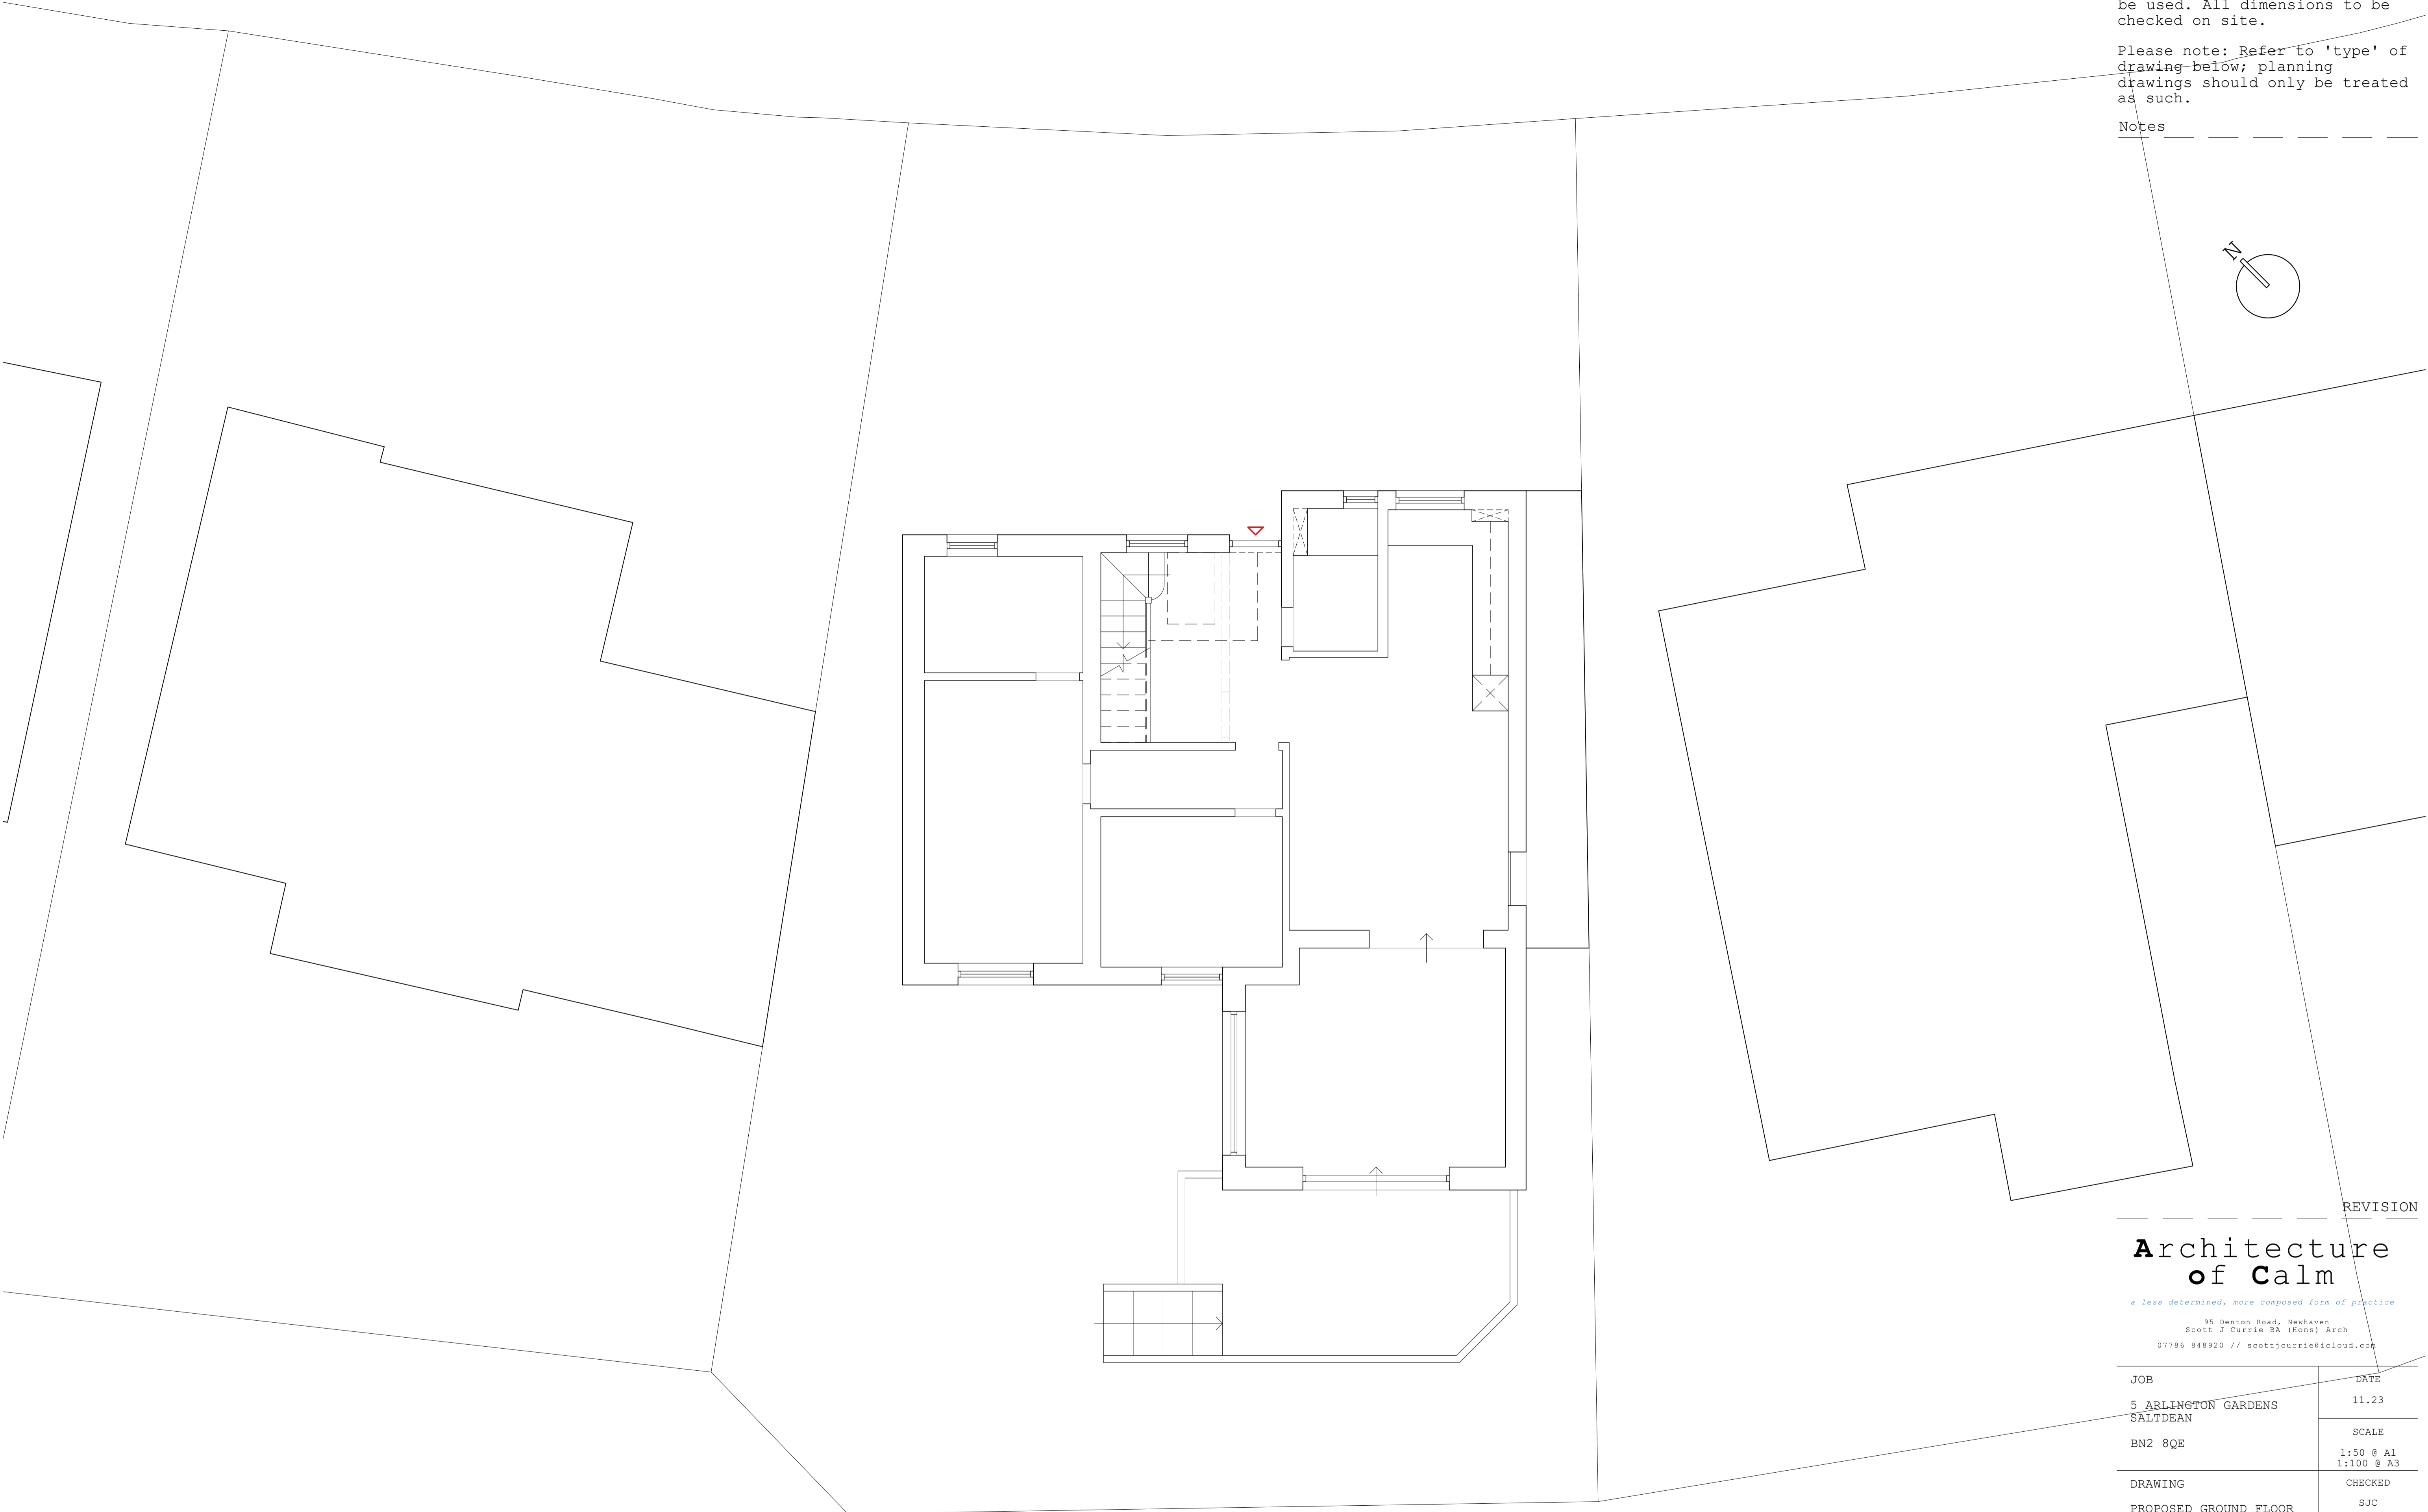 be used. All dimensions to be
checked on site.
Please note: Refer to 'type' of
drawing below; planning
drawings should only be treated
as such.
Notes
N
REVISION
Architecture
of Calm
a less determined, more composed form of practice
95 Denton Road, Newhaven
Scott J Currie BA (Hons) Arch
07786 848920 // scottjcurrie@icloud.com
JOB
5 ARLINGTON GARDENS
SALTDEAN
BN2 8QE
DATE
11.23
SCALE
1:50 @ A1
1:100 @ A3
DRAWING
PROPOSED GROUND FLOOR
CHECKED
SJC